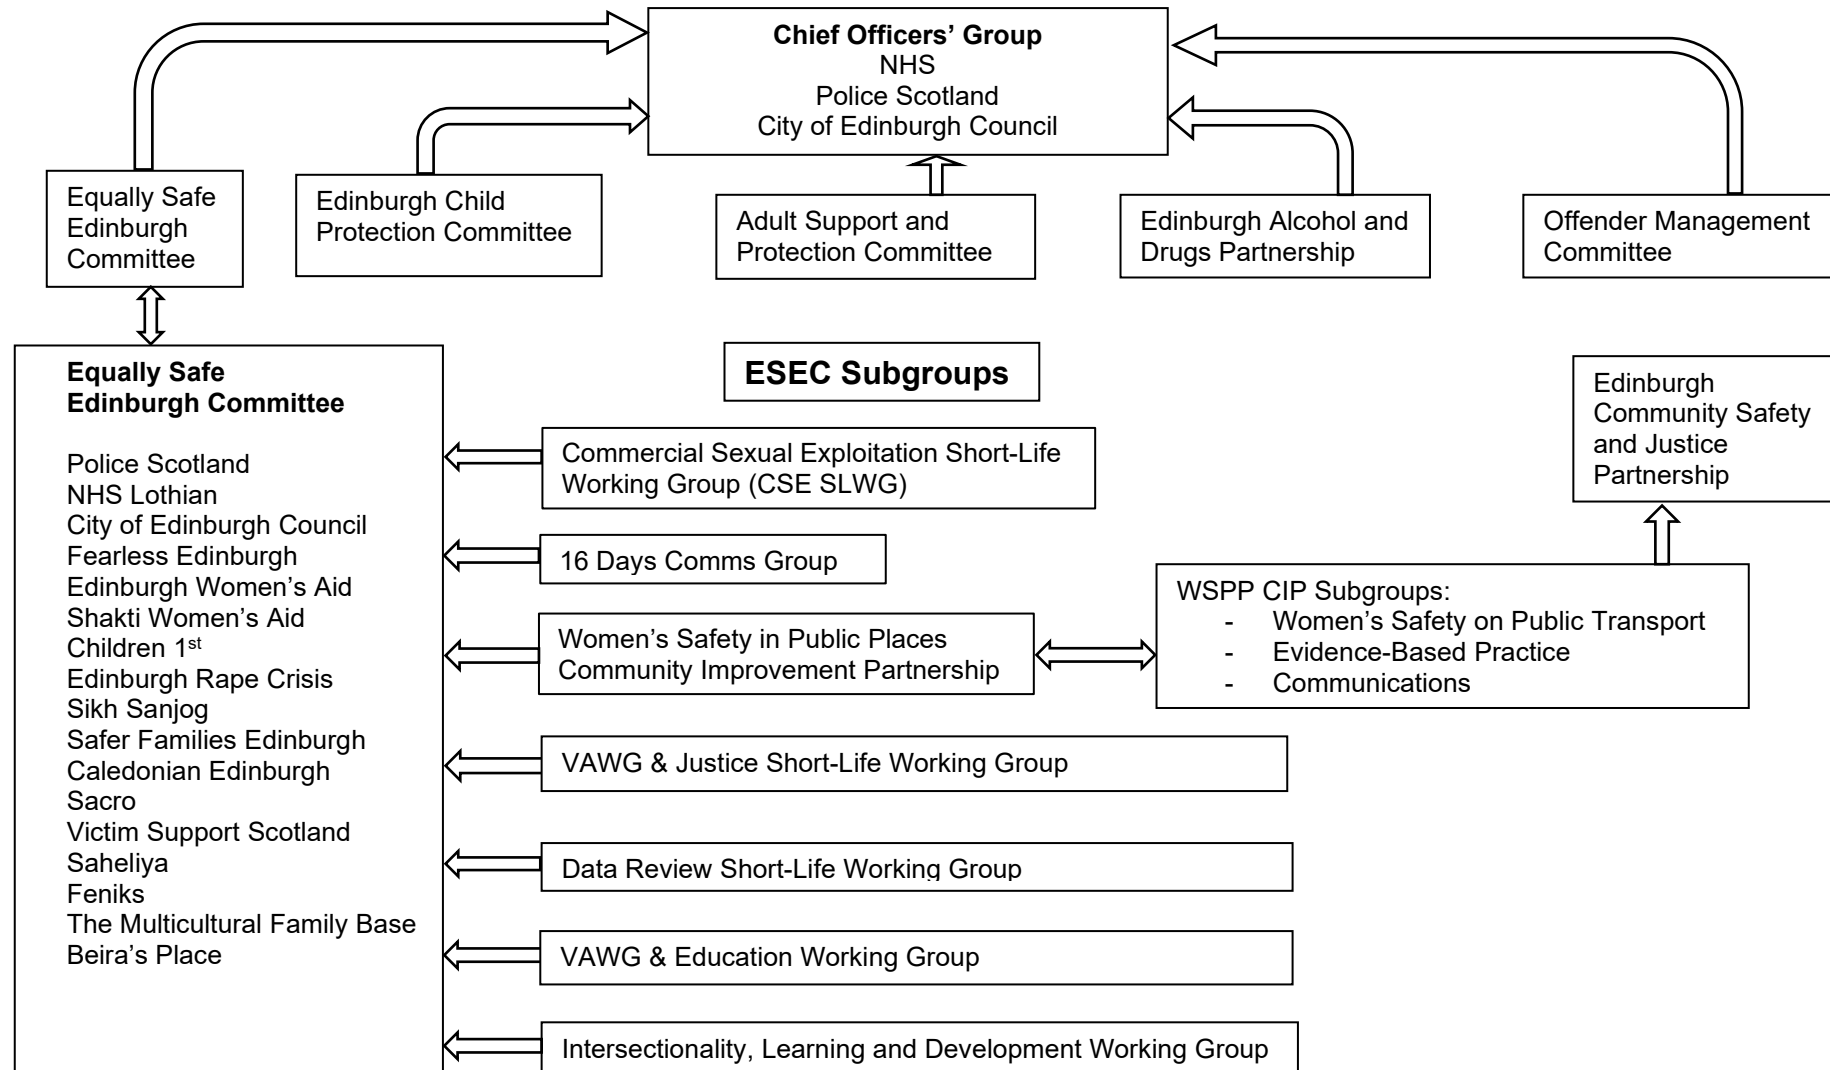 Chief Officers’ Group
NHS
Police Scotland
City of Edinburgh Council
Equally Safe
Edinburgh
Committee
Edinburgh Child
Protection Committee
Adult Support and
Protection Committee
Edinburgh Alcohol and
Drugs Partnership
Offender Management
Committee
Equally Safe
Edinburgh Committee
Police Scotland
NHS Lothian
City of Edinburgh Council
Fearless Edinburgh
Edinburgh Women’s Aid
Shakti Women’s Aid
Children 1st
Edinburgh Rape Crisis
Sikh Sanjog
Safer Families Edinburgh
Caledonian Edinburgh
Sacro
Victim Support Scotland
Saheliya
Feniks
The Multicultural Family Base
Beira’s Place
ESEC Subgroups
Commercial Sexual Exploitation Short-Life
Working Group (CSE SLWG)
16 Days Comms Group
Women’s Safety in Public Places
Community Improvement Partnership
VAWG & Justice Short-Life Working Group
Data Review Short-Life Working Group
VAWG & Education Working Group
Intersectionality, Learning and Development Working Group
Edinburgh
Community Safety
and Justice
Partnership
WSPP CIP Subgroups:
- Women’s Safety on Public Transport
- Evidence-Based Practice
- Communications